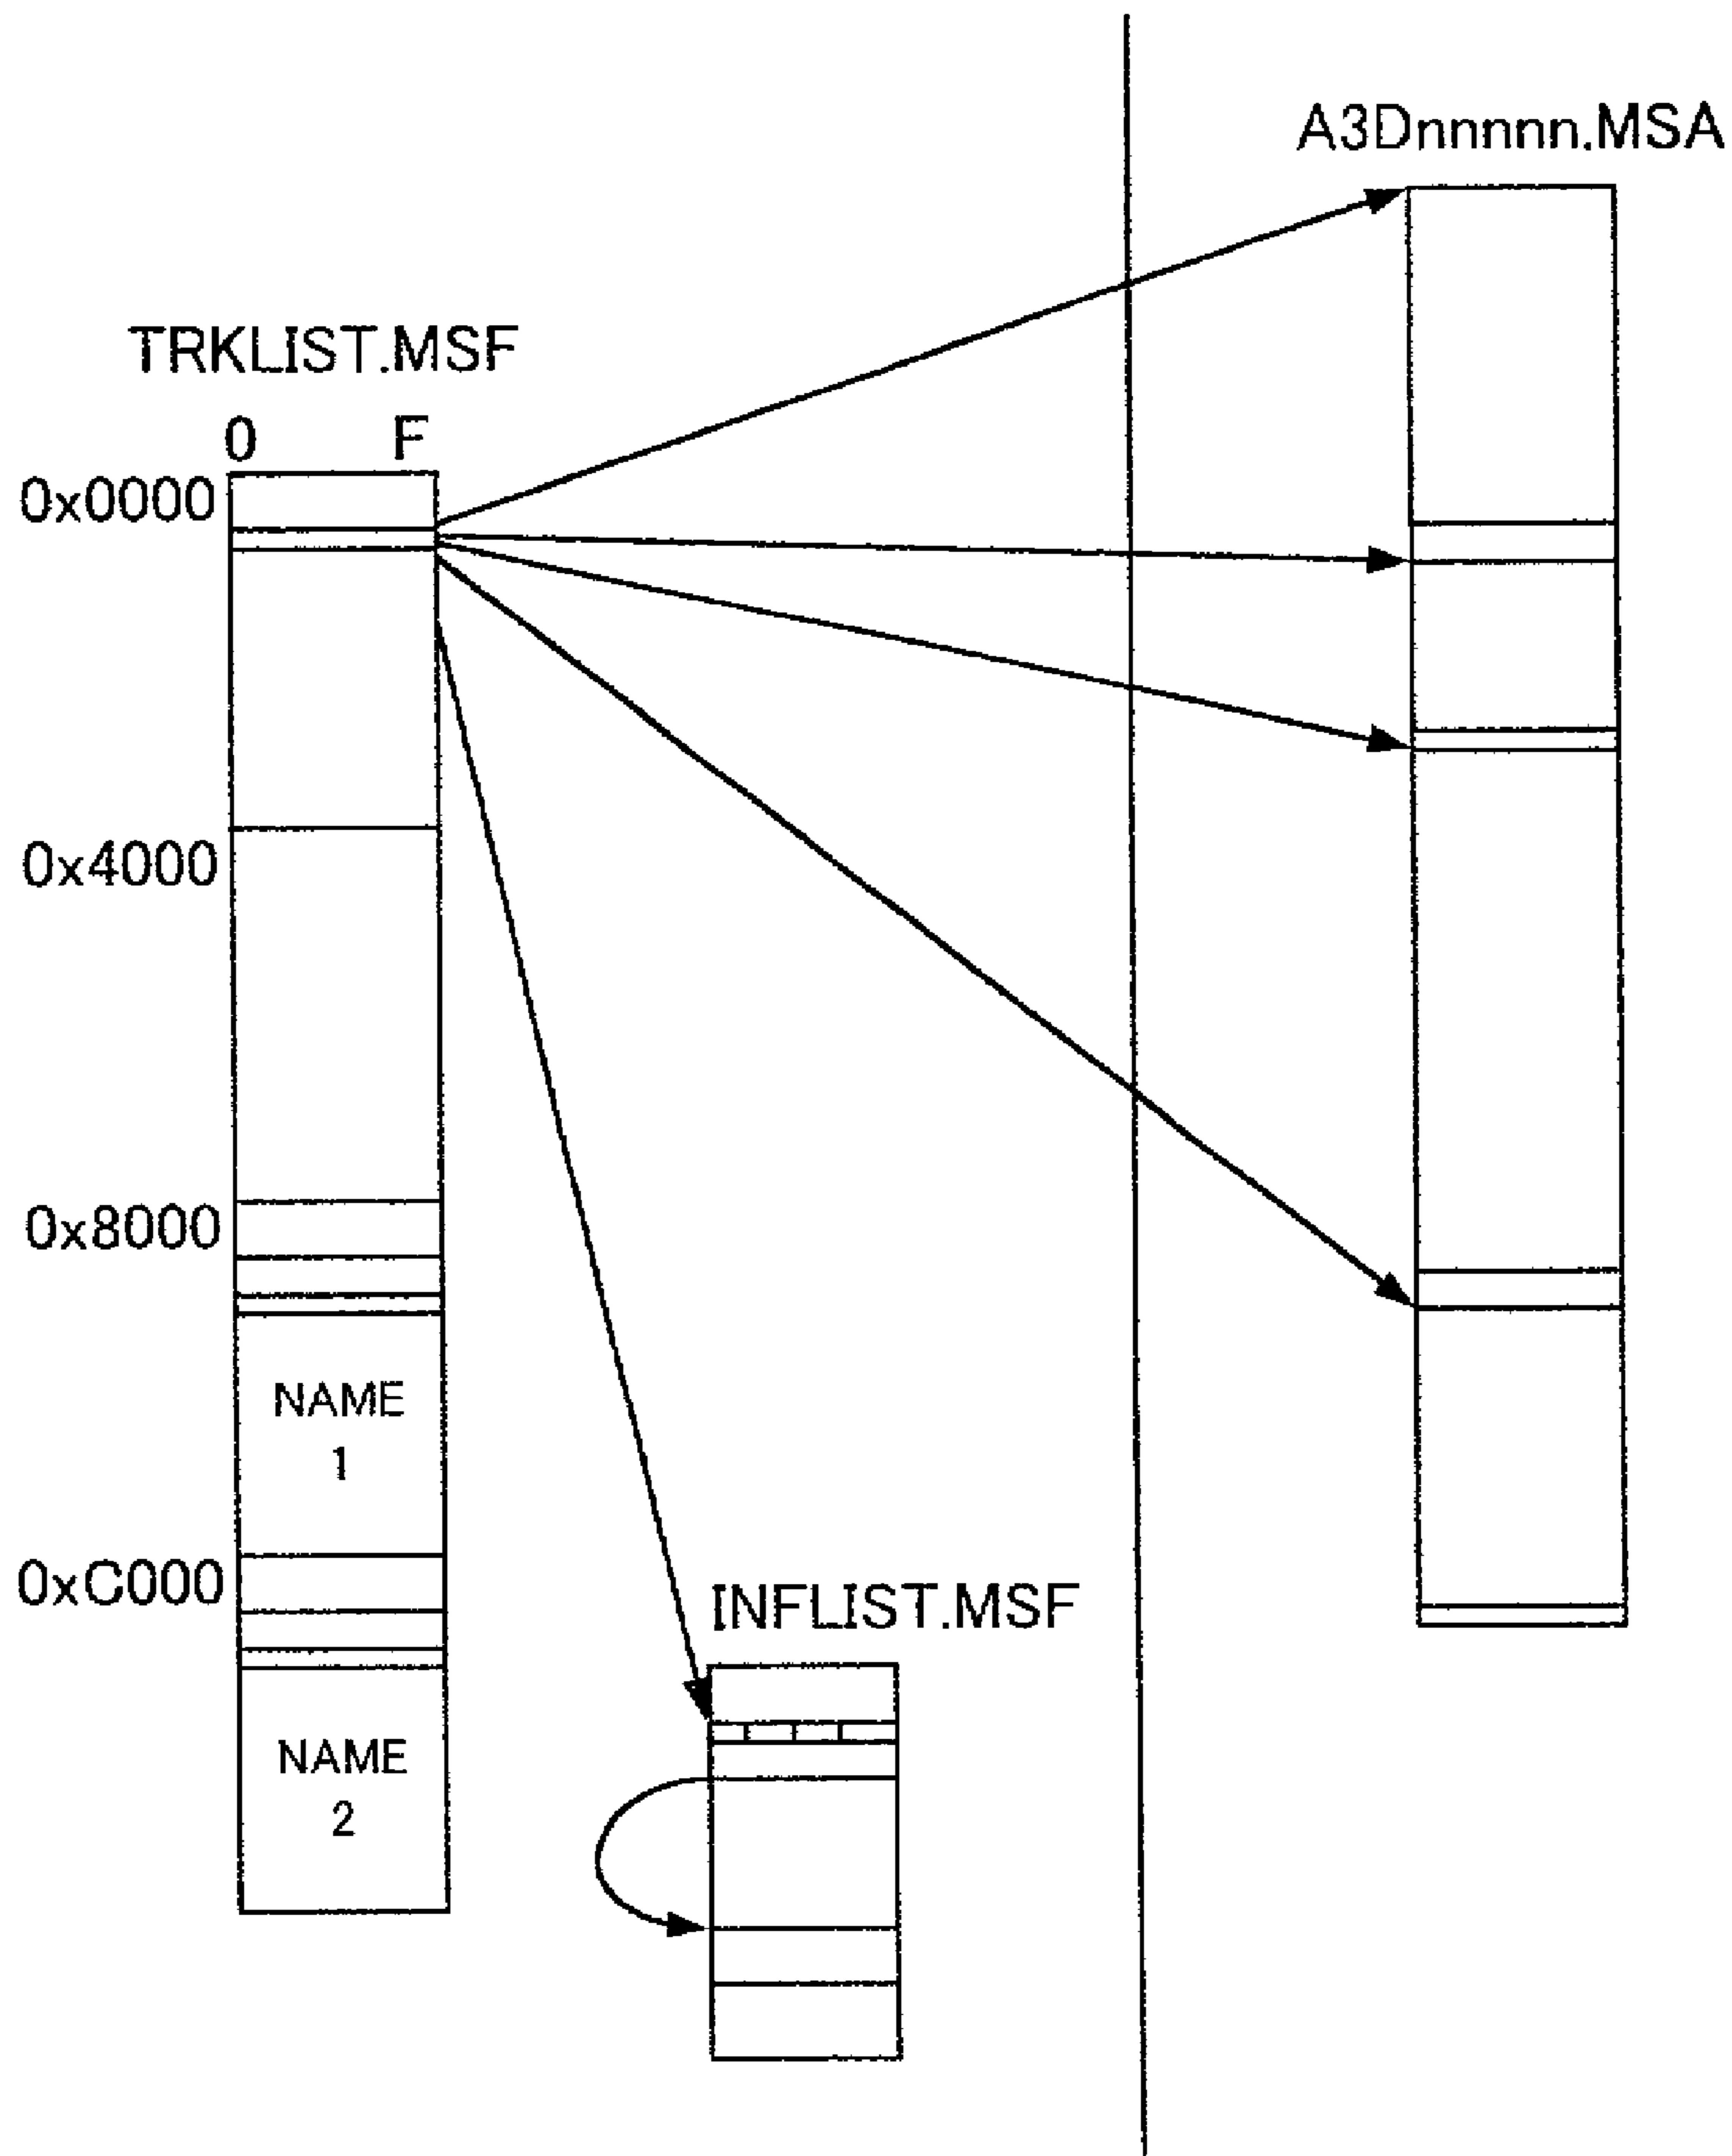 A3Dnnnnn.MSA
TRKLIST.MSF
0 F
0x0000
0x4000
0x8000
NAME
1
0xC000
INFLIST.MSF
NAME
2